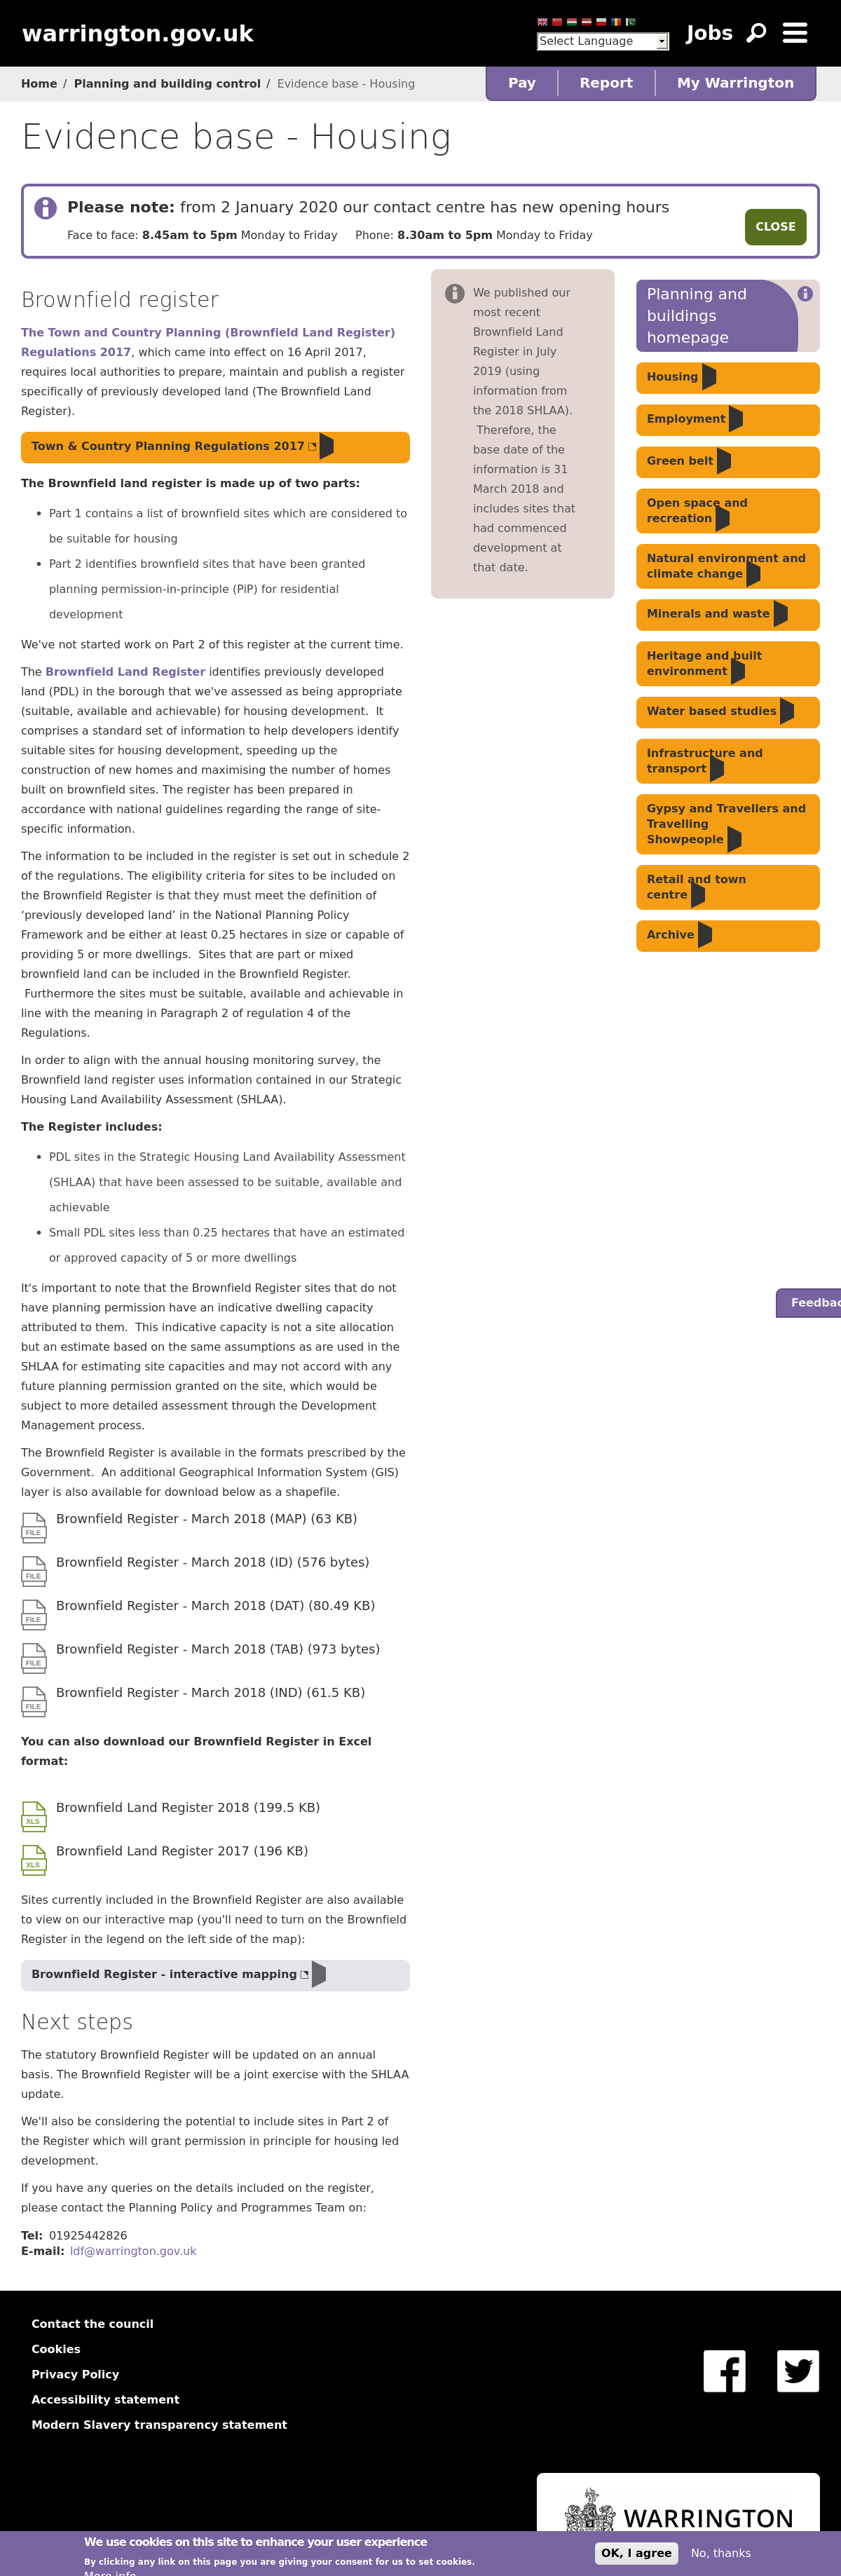 warrington.gov.uk
Select Language
Jobs
Home / Planning and building control / Evidence base - Housing
Pay
Report
My Warrington
Evidence base - Housing
Please note: from 2 January 2020 our contact centre has new opening hours
Face to face: 8.45am to 5pm Monday to Friday Phone: 8.30am to 5pm Monday to Friday
CLOSE
Brownfield register
The Town and Country Planning (Brownfield Land Register)
Regulations 2017, which came into effect on 16 April 2017,
requires local authorities to prepare, maintain and publish a register
specifically of previously developed land (The Brownfield Land
Register).
Town & Country Planning Regulations 2017
The Brownfield land register is made up of two parts:
• Part 1 contains a list of brownfield sites which are considered to
be suitable for housing
• Part 2 identifies brownfield sites that have been granted
planning permission-in-principle (PiP) for residential
development
We've not started work on Part 2 of this register at the current time.
The Brownfield Land Register identifies previously developed
land (PDL) in the borough that we've assessed as being appropriate
(suitable, available and achievable) for housing development. It
comprises a standard set of information to help developers identify
suitable sites for housing development, speeding up the
construction of new homes and maximising the number of homes
built on brownfield sites. The register has been prepared in
accordance with national guidelines regarding the range of site-
specific information.
The information to be included in the register is set out in schedule 2
of the regulations. The eligibility criteria for sites to be included on
the Brownfield Register is that they must meet the definition of
‘previously developed land’ in the National Planning Policy
Framework and be either at least 0.25 hectares in size or capable of
providing 5 or more dwellings. Sites that are part or mixed
brownfield land can be included in the Brownfield Register.
Furthermore the sites must be suitable, available and achievable in
line with the meaning in Paragraph 2 of regulation 4 of the
Regulations.
In order to align with the annual housing monitoring survey, the
Brownfield land register uses information contained in our Strategic
Housing Land Availability Assessment (SHLAA).
The Register includes:
• PDL sites in the Strategic Housing Land Availability Assessment
(SHLAA) that have been assessed to be suitable, available and
achievable
• Small PDL sites less than 0.25 hectares that have an estimated
or approved capacity of 5 or more dwellings
It's important to note that the Brownfield Register sites that do not
have planning permission have an indicative dwelling capacity
attributed to them. This indicative capacity is not a site allocation
but an estimate based on the same assumptions as are used in the
SHLAA for estimating site capacities and may not accord with any
future planning permission granted on the site, which would be
subject to more detailed assessment through the Development
Management process.
The Brownfield Register is available in the formats prescribed by the
Government. An additional Geographical Information System (GIS)
layer is also available for download below as a shapefile.
FILE Brownfield Register - March 2018 (MAP) (63 KB)
FILE Brownfield Register - March 2018 (ID) (576 bytes)
FILE Brownfield Register - March 2018 (DAT) (80.49 KB)
FILE Brownfield Register - March 2018 (TAB) (973 bytes)
FILE Brownfield Register - March 2018 (IND) (61.5 KB)
You can also download our Brownfield Register in Excel
format:
XLS Brownfield Land Register 2018 (199.5 KB)
XLS Brownfield Land Register 2017 (196 KB)
Sites currently included in the Brownfield Register are also available
to view on our interactive map (you'll need to turn on the Brownfield
Register in the legend on the left side of the map):
Brownfield Register - interactive mapping
Next steps
The statutory Brownfield Register will be updated on an annual
basis. The Brownfield Register will be a joint exercise with the SHLAA
update.
We'll also be considering the potential to include sites in Part 2 of
the Register which will grant permission in principle for housing led
development.
If you have any queries on the details included on the register,
please contact the Planning Policy and Programmes Team on:
Tel: 01925442826
E-mail: ldf@warrington.gov.uk
We published our
most recent
Brownfield Land
Register in July
2019 (using
information from
the 2018 SHLAA).
Therefore, the
base date of the
information is 31
March 2018 and
includes sites that
had commenced
development at
that date.
Planning and
buildings
homepage
Housing
Employment
Green belt
Open space and
recreation
Natural environment and
climate change
Minerals and waste
Heritage and built
environment
Water based studies
Infrastructure and
transport
Gypsy and Travellers and
Travelling
Showpeople
Retail and town
centre
Archive
Feedbac
Contact the council
Cookies
Privacy Policy
Accessibility statement
Modern Slavery transparency statement
WARRINGTON
We use cookies on this site to enhance your user experience
By clicking any link on this page you are giving your consent for us to set cookies.
More info
OK, I agree
No, thanks